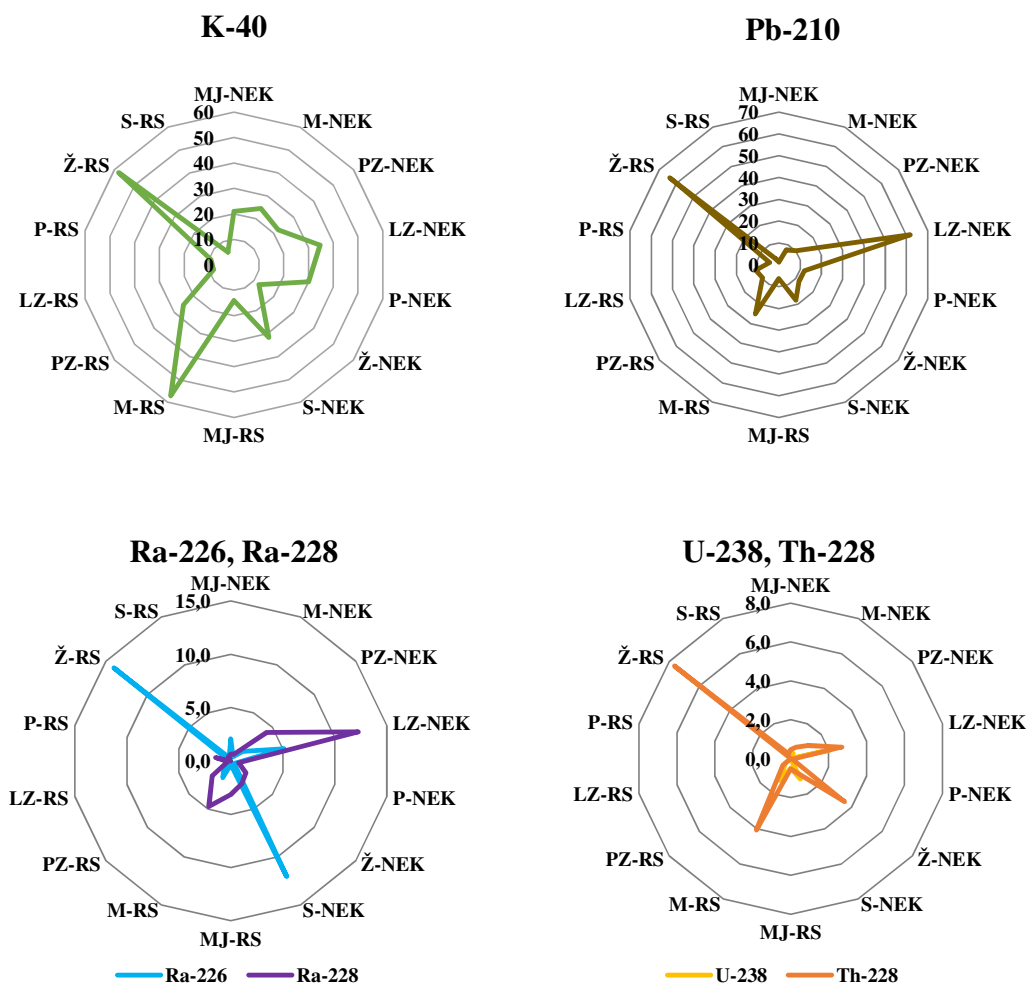 K-40
MJ-NEK
M-NEK
PZ-NEK
LZ-NEK
P-NEK
Ž-NEK
S-NEK
MJ-RS
M-RS
PZ-RS
LZ-RS
P-RS
Ž-RS
S-RS
60
50
40
30
20
10
0
Pb-210
MJ-NEK
M-NEK
PZ-NEK
LZ-NEK
P-NEK
Ž-NEK
S-NEK
MJ-RS
M-RS
PZ-RS
LZ-RS
P-RS
Ž-RS
S-RS
70
60
50
40
30
20
10
0
Ra-226, Ra-228
MJ-NEK
M-NEK
PZ-NEK
LZ-NEK
P-NEK
Ž-NEK
S-NEK
MJ-RS
M-RS
PZ-RS
LZ-RS
P-RS
Ž-RS
S-RS
15,0
10,0
5,0
0,0
Ra-226 Ra-228
U-238, Th-228
MJ-NEK
M-NEK
PZ-NEK
LZ-NEK
P-NEK
Ž-NEK
S-NEK
MJ-RS
M-RS
PZ-RS
LZ-RS
P-RS
Ž-RS
S-RS
8,0
6,0
4,0
2,0
0,0
U-238 Th-228